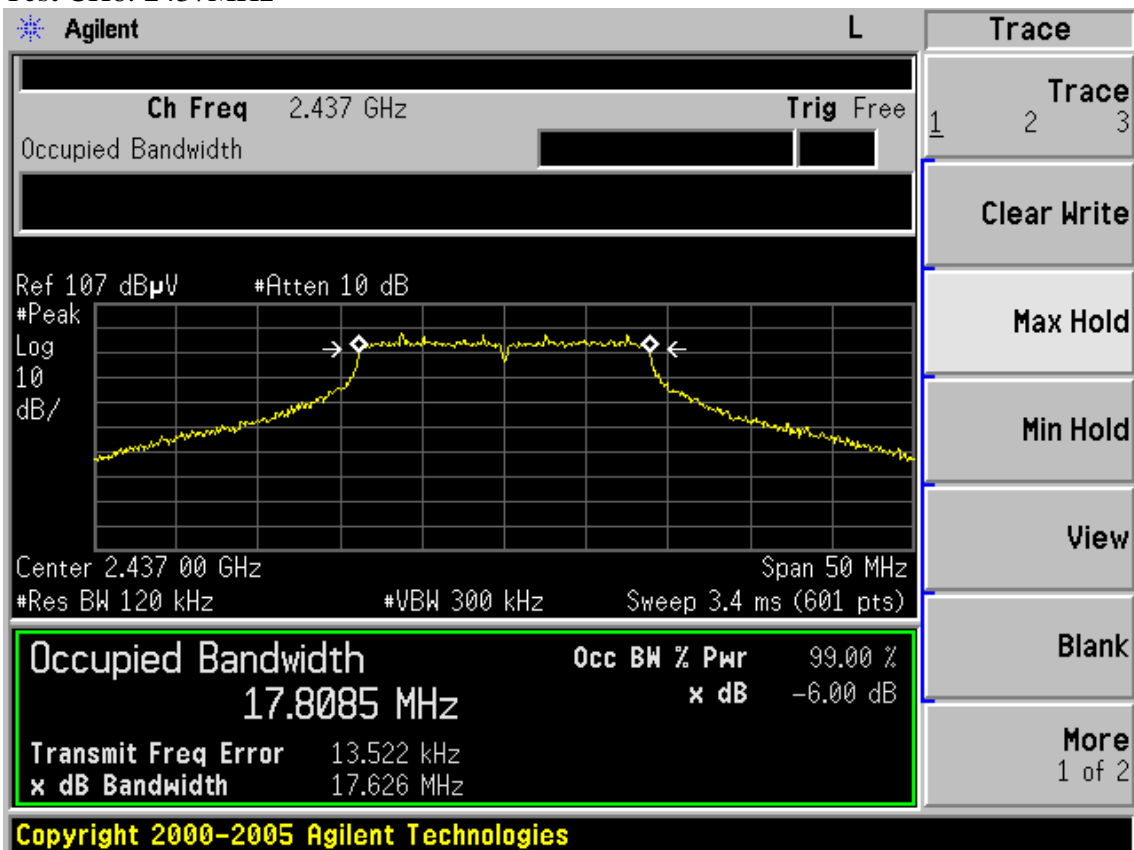 Agilent L Trace
Ch Freq 2.437 GHz Trig Free
Occupied Bandwidth
Trace
1 2 3
Clear Write
Ref 107 dBµV #Atten 10 dB
#Peak
Log
10
dB/
Max Hold
Min Hold
View
Center 2.437 00 GHz Span 50 MHz
#Res BW 120 kHz #VBW 300 kHz Sweep 3.4 ms (601 pts)
Occupied Bandwidth Occ BW % Pwr 99.00 %
17.8085 MHz x dB -6.00 dB
Transmit Freq Error 13.522 kHz
x dB Bandwidth 17.626 MHz
Blank
More
1 of 2
Copyright 2000-2005 Agilent Technologies